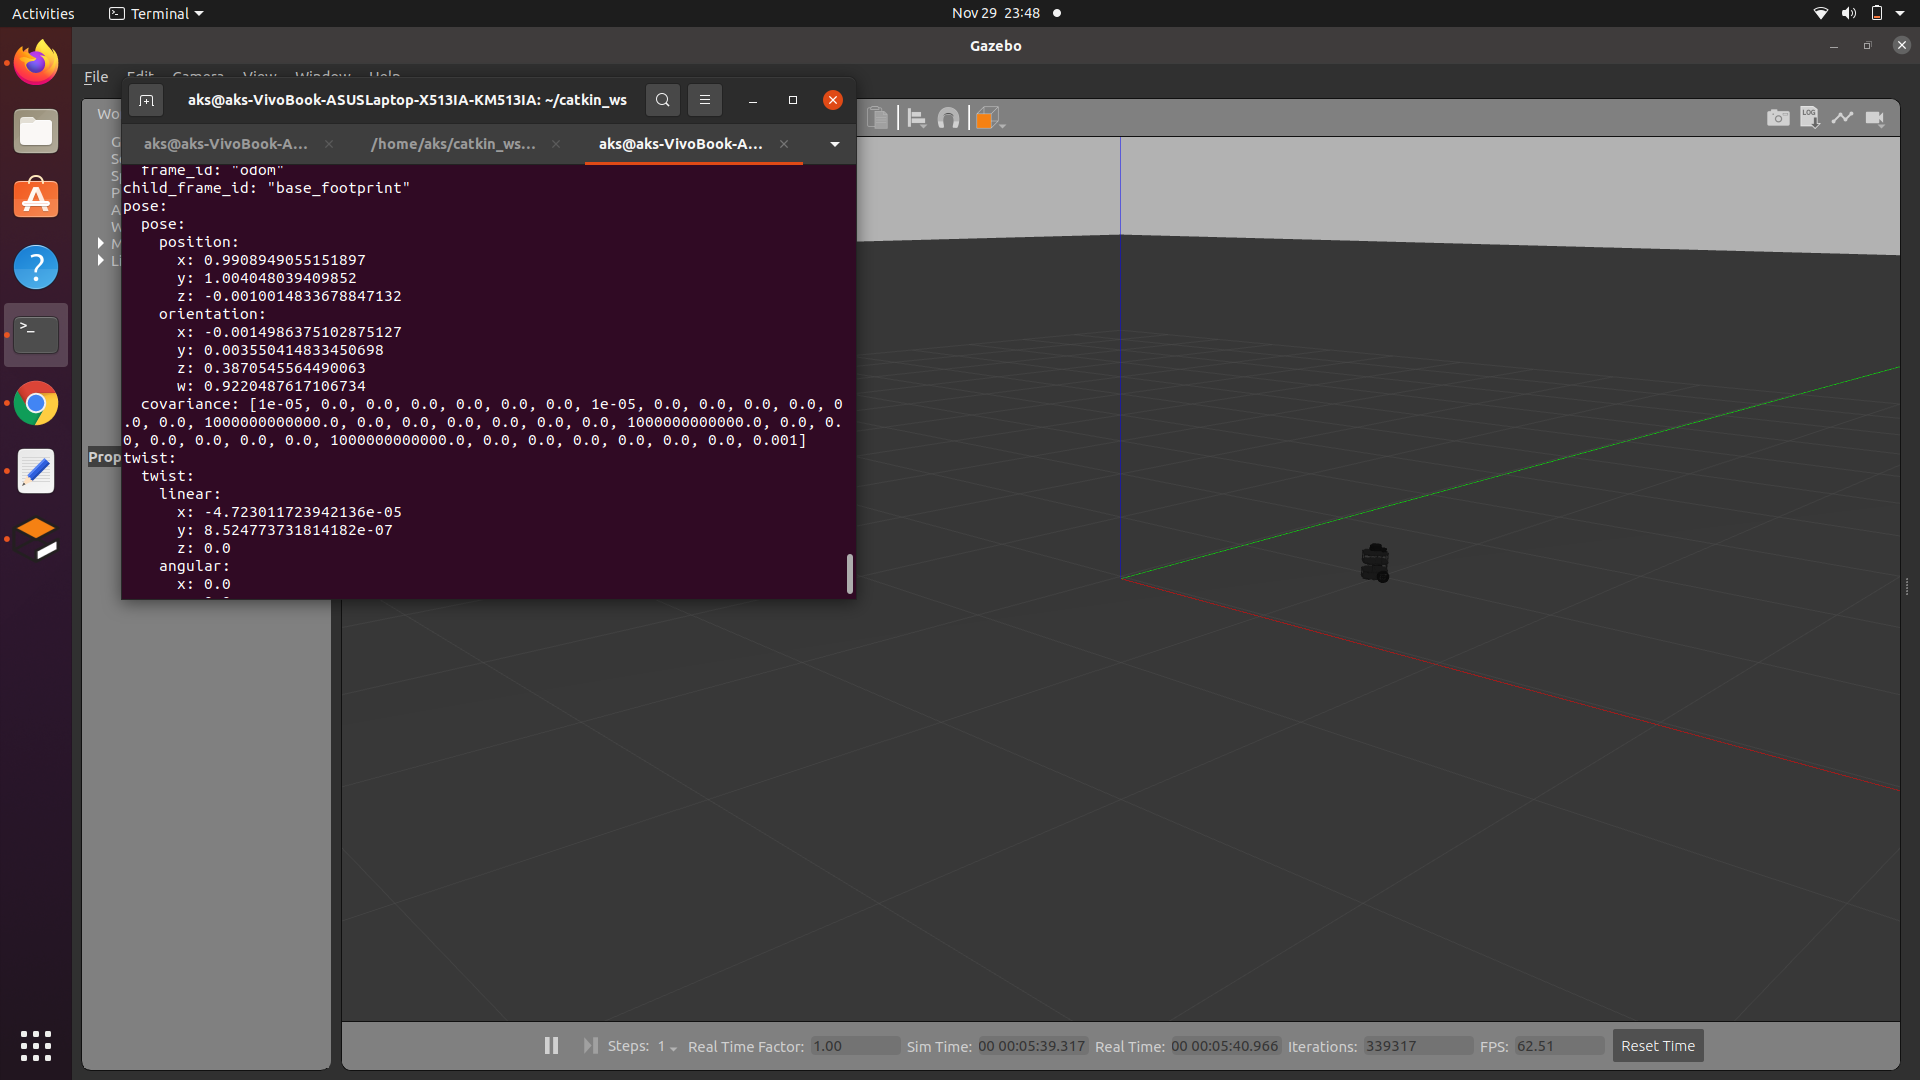 Activities
Terminal
Nov 29 23:48
Gazebo
File Edit Camera View Window Help
aks@aks-VivoBook-ASUSLaptop-X513IA-KM513IA: ~/catkin_ws
aks@aks-VivoBook-A...
/home/aks/catkin_ws...
aks@aks-VivoBook-A...
LOG
frame_id: "odom"
child_frame_id: "base_footprint"
pose:
pose:
position:
x: 0.9908949055151897
y: 1.004048039409852
z: -0.0010014833678847132
orientation:
x: -0.0014986375102875127
y: 0.003550414833450698
z: 0.3870545564490063
w: 0.9220487617106734
covariance: [1e-05, 0.0, 0.0, 0.0, 0.0, 0.0, 0.0, 1e-05, 0.0, 0.0, 0.0, 0.0, 0
.0, 0.0, 1000000000000.0, 0.0, 0.0, 0.0, 0.0, 0.0, 0.0, 1000000000000.0, 0.0, 0.
0, 0.0, 0.0, 0.0, 0.0, 1000000000000.0, 0.0, 0.0, 0.0, 0.0, 0.0, 0.0, 0.001]
twist:
twist:
linear:
x: -4.723011723942136e-05
y: 8.524773731814182e-07
z: 0.0
angular:
x: 0.0
Steps: 1
Real Time Factor: 1.00
Sim Time: 00 00:05:39.317
Real Time: 00 00:05:40.966
Iterations: 339317
FPS: 62.51
Reset Time